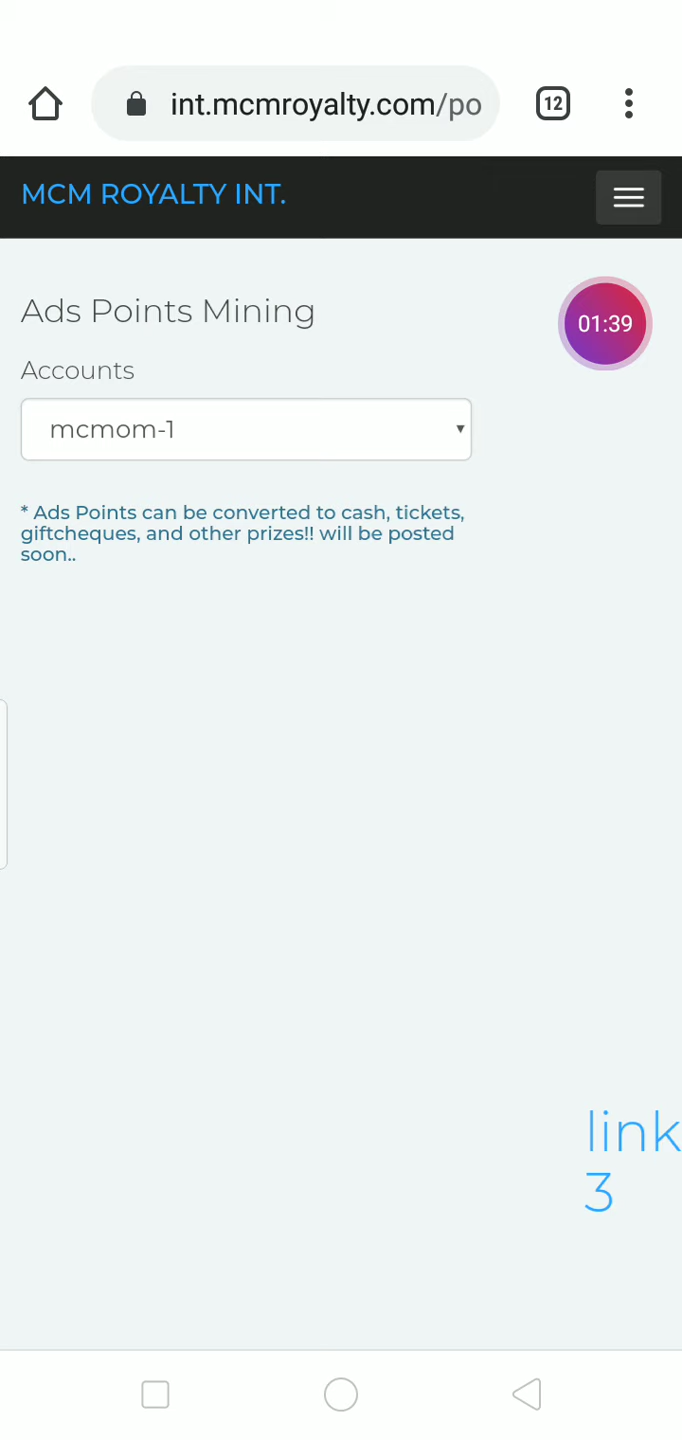 int.mcmroyalty.com/po
12
MCM ROYALTY INT.
Ads Points Mining
01:39
Accounts
mcmom-1
* Ads Points can be converted to cash, tickets,
giftcheques, and other prizes!! will be posted
soon..
link
3